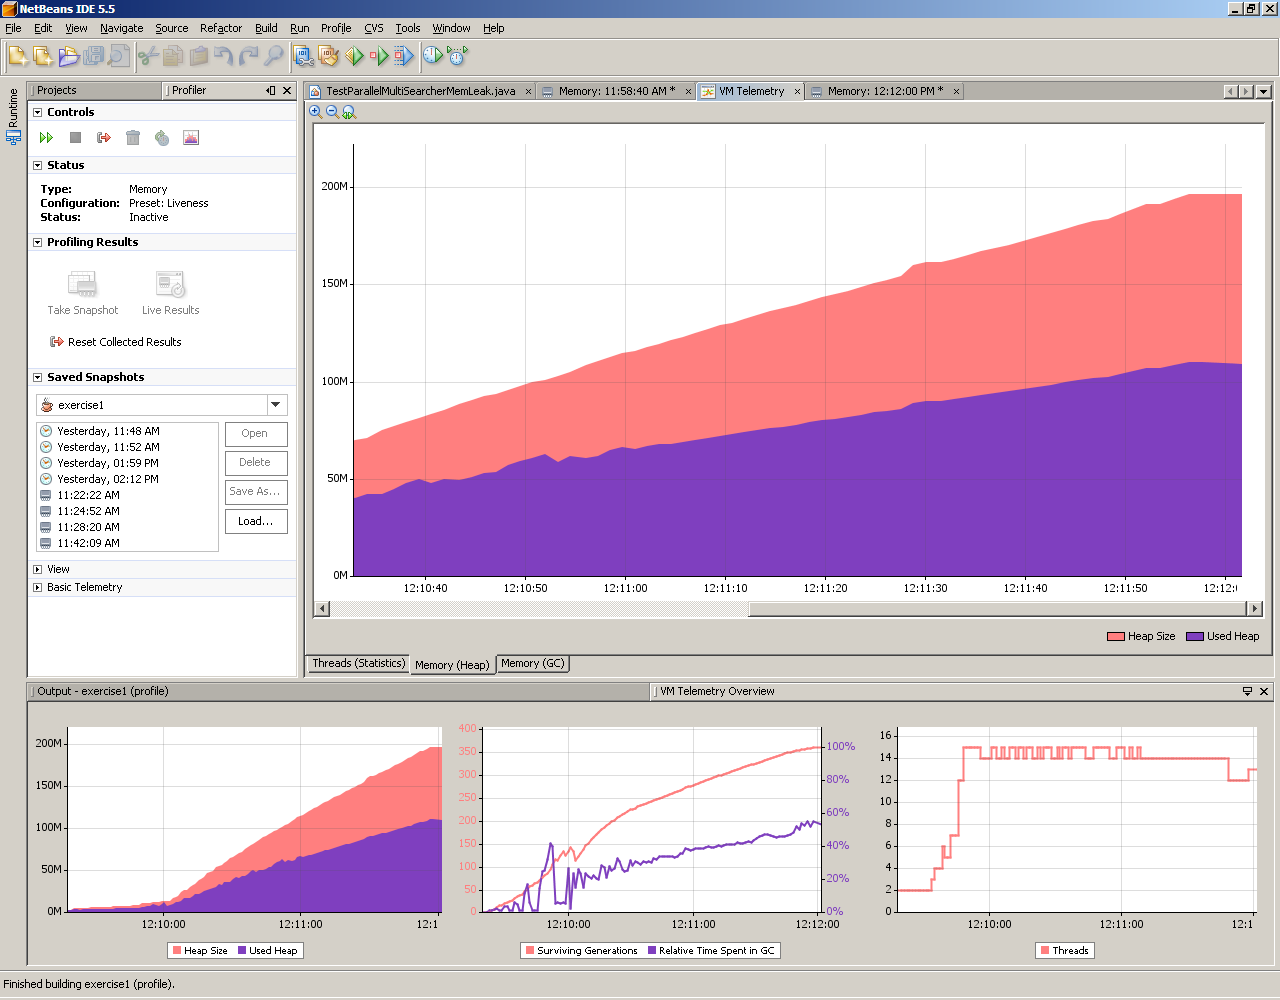 NetBeans IDE 5.5
File Edit View Navigate Source Refactor Build Run Profile CVS Tools Window Help
Runtime
Projects
Profiler
Controls
Status
Type: Memory
Configuration: Preset: Liveness
Status: Inactive
Profiling Results
Take Snapshot
Live Results
Reset Collected Results
Saved Snapshots
exercise1
Yesterday, 11:48 AM
Yesterday, 11:52 AM
Yesterday, 01:59 PM
Yesterday, 02:12 PM
11:22:22 AM
11:24:52 AM
11:28:20 AM
11:42:09 AM
Open
Delete
Save As...
Load...
View
Basic Telemetry
TestParallelMultiSearcherMemLeak.java
Memory: 11:58:40 AM *
VM Telemetry
Memory: 12:12:00 PM *
200M
150M
100M
50M
0M
12:10:40 12:10:50 12:11:00 12:11:10 12:11:20 12:11:30 12:11:40 12:11:50 12:12:
Heap Size Used Heap
Threads (Statistics) Memory (Heap) Memory (GC)
Output - exercise1 (profile)
VM Telemetry Overview
200M
150M
100M
50M
0M
12:10:00 12:11:00 12:1
Heap Size Used Heap
400
350
300
250
200
150
100
50
0
100%
80%
60%
40%
20%
0%
12:10:00 12:11:00 12:12:00
Surviving Generations Relative Time Spent in GC
16
14
12
10
8
6
4
2
0
12:10:00 12:11:00 12:1
Threads
Finished building exercise1 (profile).